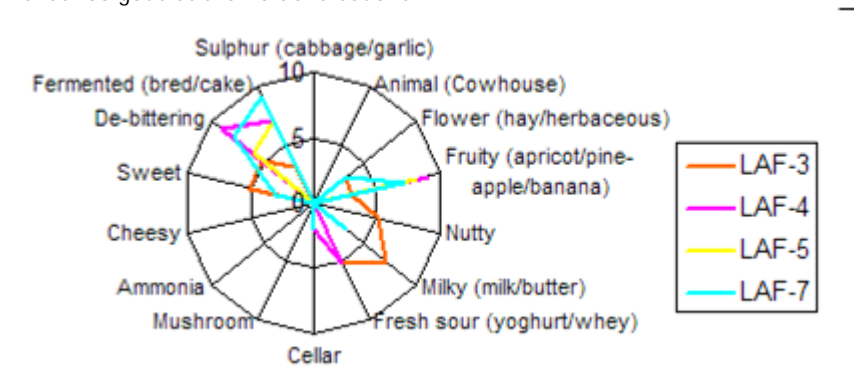 Sulphur (cabbage/garlic)
10
Fermented (bred/cake)
Animal (Cowhouse)
De-bittering
Flower (hay/herbaceous)
5
Fruity (apricot/pine-
apple/banana)
Sweet
0
Cheesy
Nutty
Ammonia
Milky (milk/butter)
Mushroom
Fresh sour (yoghurt/whey)
Cellar
LAF-3
LAF-4
LAF-5
LAF-7